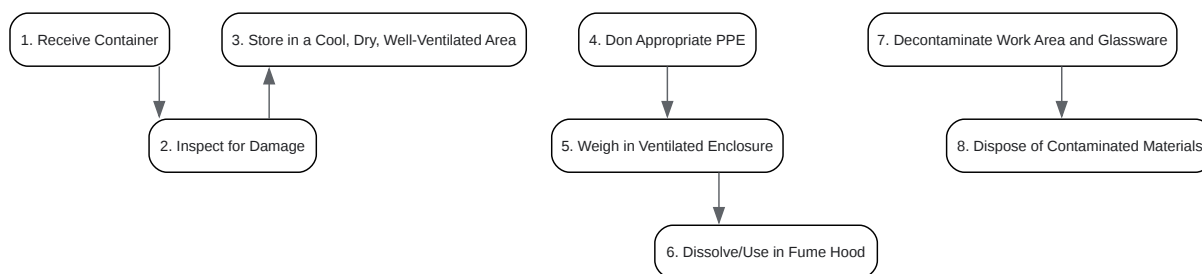 1. Receive Container
2. Inspect for Damage
3. Store in a Cool, Dry, Well-Ventilated Area
4. Don Appropriate PPE
5. Weigh in Ventilated Enclosure
6. Dissolve/Use in Fume Hood
7. Decontaminate Work Area and Glassware
8. Dispose of Contaminated Materials